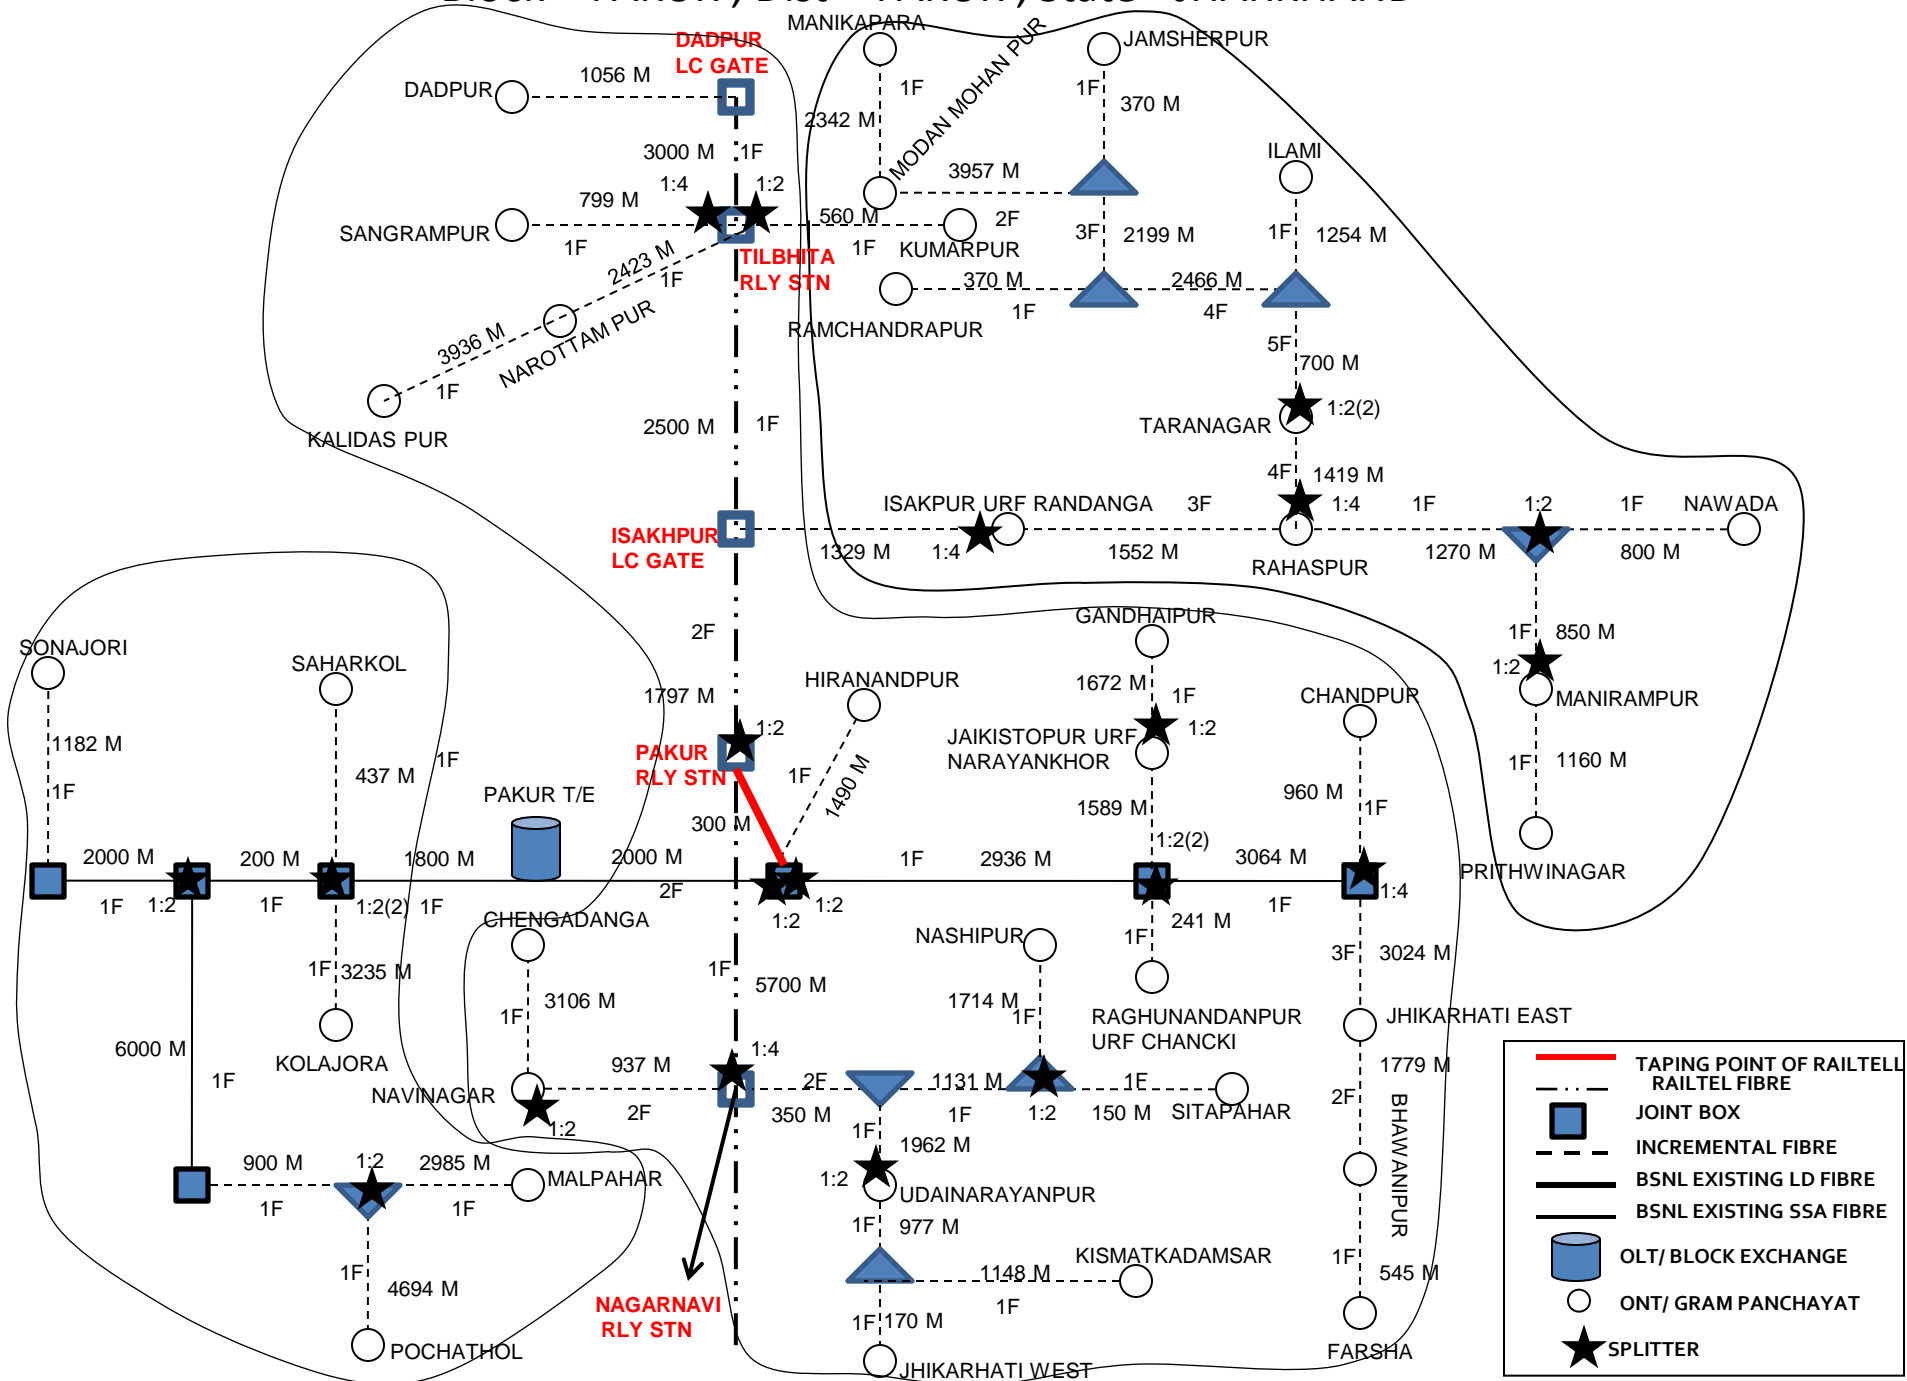 MANIKAPARA
JAMSHERPUR
DADPUR
LC GATE
DADPUR
1056 M
1F
1F
370 M
2342 M
MODAN MOHAN PUR
3000 M
1F
ILAMI
1:4
1:2
3957 M
799 M
560 M
2F
SANGRAMPUR
1F
1F
KUMARPUR
3F
2199 M
1F
1254 M
2423 M
1F
TILBHITA
RLY STN
370 M
1F
2466 M
4F
RAMCHANDRAPUR
3936 M
1F
NAROTTAM PUR
5F
700 M
KALIDAS PUR
2500 M
1F
TARANAGAR
1:2(2)
4F
1419 M
ISAKPUR URF RANDANGA
3F
1:4
1F
1:2
1F
NAWADA
ISAKHPUR
LC GATE
1329 M
1:4
1552 M
RAHASPUR
1270 M
800 M
2F
GANDHAIPUR
1F
850 M
SONAJORI
SAHARKOL
HIRANANDPUR
1672 M
1F
CHANDPUR
1:2
MANIRAMPUR
1797 M
1:2
1:2
1182 M
1F
437 M
1F
PAKUR
RLY STN
1F
1490 M
JAIKISTOPUR URF
NARAYANKHOR
1F
1160 M
PAKUR T/E
300 M
1589 M
960 M
1F
PRITHWINAGAR
2000 M
200 M
1800 M
2000 M
1F
2936 M
1:2(2)
3064 M
1F
1:2
1F
1:2(2)
1F
2F
1:2
1:2
241 M
1F
1:4
CHENGADANGA
NASHIPUR
1F
3F
3024 M
1F
3235 M
3106 M
1F
5700 M
1714 M
1F
1F
RAGHUNANDANPUR
URF CHANCKI
JHIKARHATI EAST
6000 M
KOLAJORA
1F
1:4
937 M
2F
1131 M
1F
1779 M
NAVINAGAR
2F
350 M
1F
1:2
150 M
SITAPAHAR
2F
BHAWANIPUR
1:2
1F
1962 M
900 M
1:2
2985 M
MALPAHAR
1:2
UDAINARAYANPUR
1F
1F
1F
977 M
1F
4694 M
KISMATKADAMSAR
1F
545 M
1148 M
1F
NAGARNAVI
RLY STN
1F
170 M
POCHATHOL
JHIKARHATI WEST
FARSHA
TAPING POINT OF RAILTELL
RAILTEL FIBRE
JOINT BOX
INCREMENTAL FIBRE
BSNL EXISTING LD FIBRE
BSNL EXISTING SSA FIBRE
OLT/ BLOCK EXCHANGE
ONT/ GRAM PANCHAYAT
SPLITTER